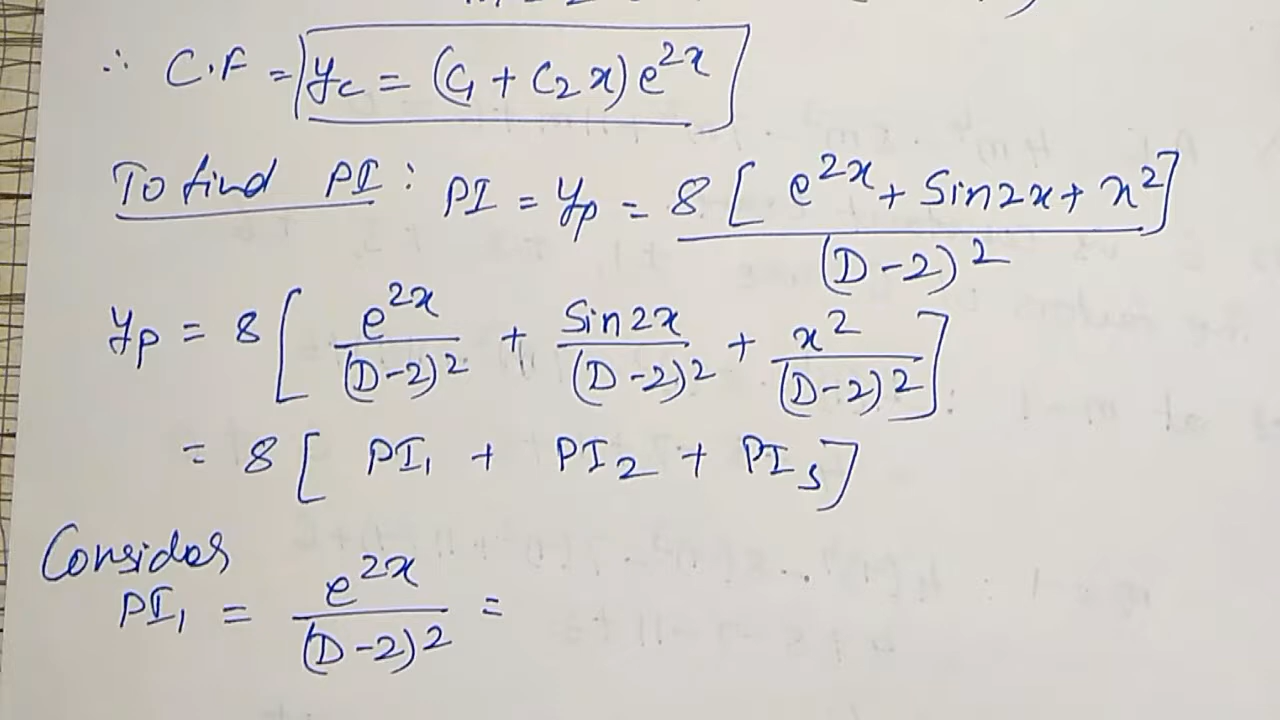 ∴ C.F = y_c = (C₁ + C₂x) e^{2x}
To find PI : PI = y_p = 8 [ e^{2x} + Sin2x + x² ] / (D-2)²
y_p = 8 [ e^{2x} / (D-2)² + Sin2x / (D-2)² + x² / (D-2)² ]
= 8 [ PI₁ + PI₂ + PI₃ ]
Consider
PI₁ = e^{2x} / (D-2)² =